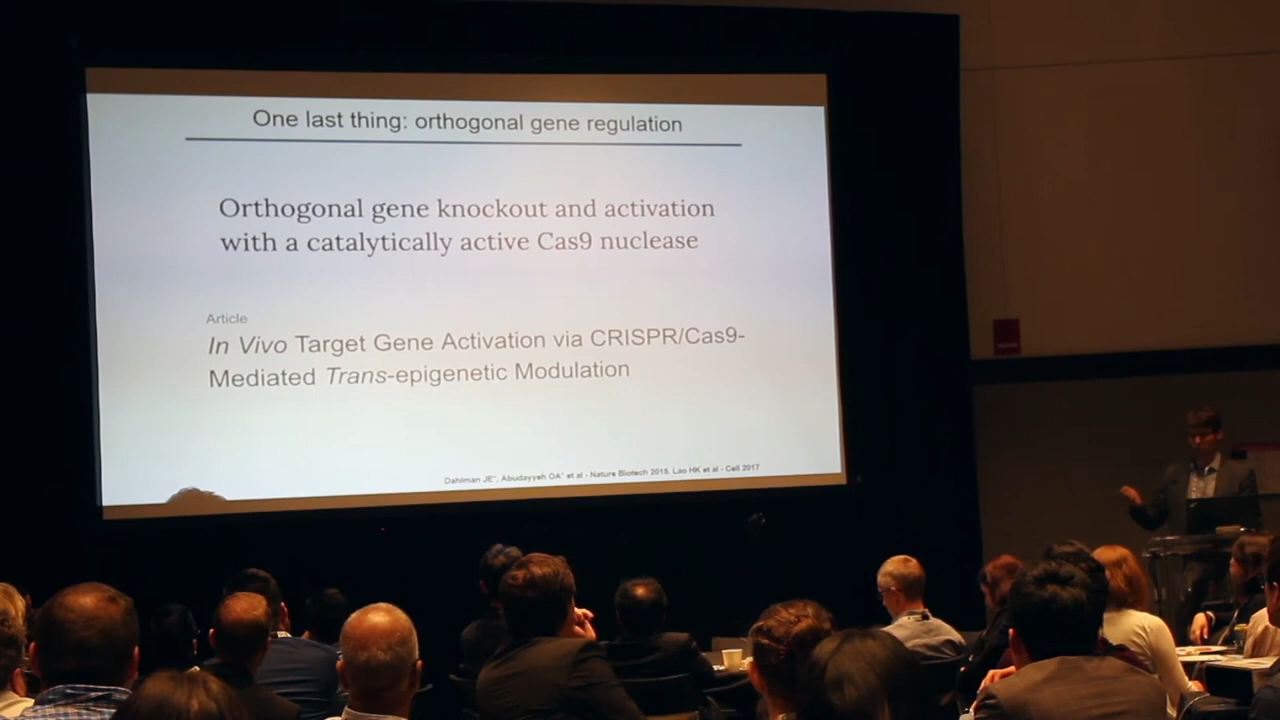 One last thing: orthogonal gene regulation
Orthogonal gene knockout and activation
with a catalytically active Cas9 nuclease
Article
In Vivo Target Gene Activation via CRISPR/Cas9-
Mediated Trans-epigenetic Modulation
Dahlman JE*, Abudayyeh OA* et al - Nature Biotech 2015, Lao HK et al - Cell 2017